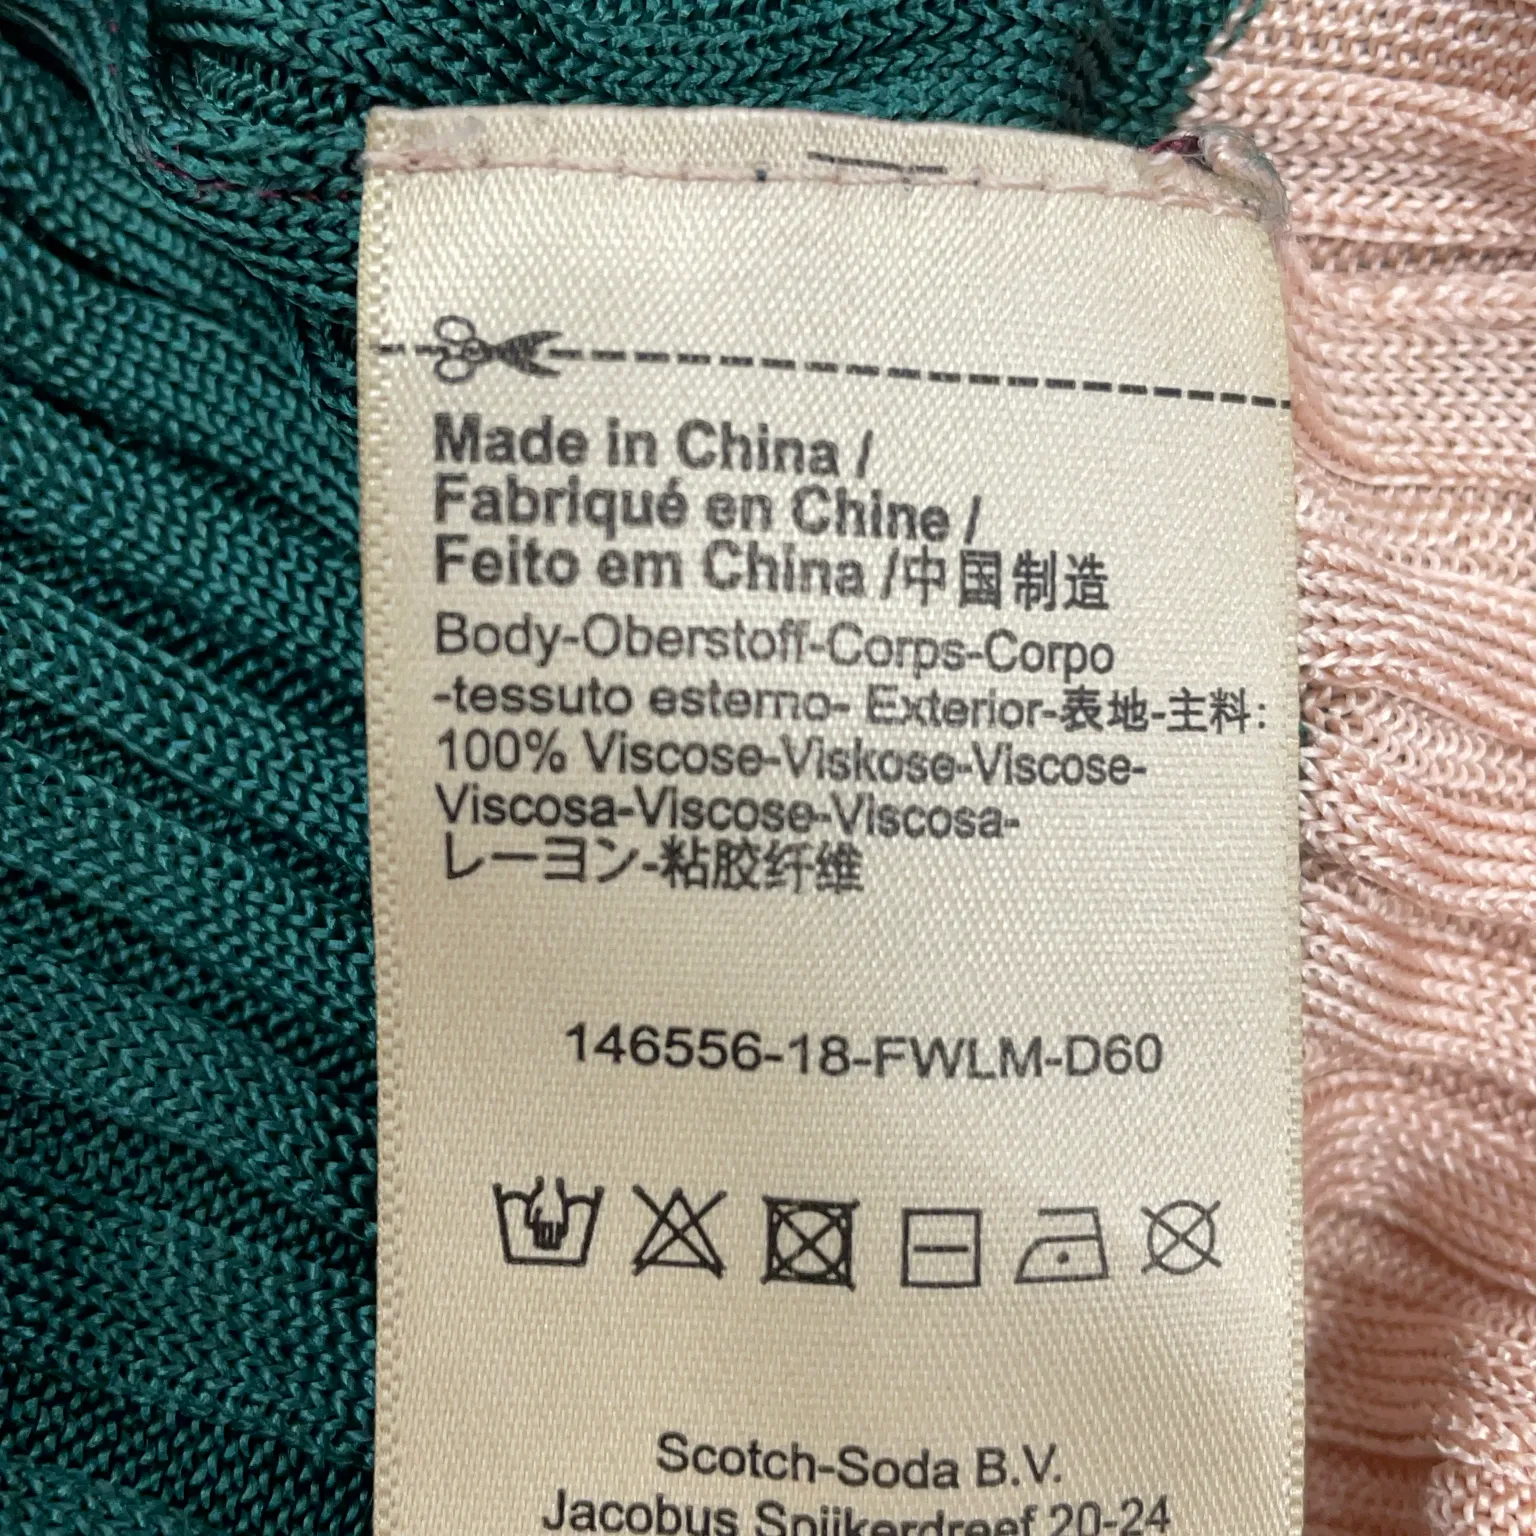 Made in China /
Fabriqué en Chine /
Feito em China /中国制造
Body-Oberstoff-Corps-Corpo
-tessuto esterno- Exterior-表地-主料:
100% Viscose-Viskose-Viscose-
Viscosa-Viscose-Viscosa-
レーヨン-粘胶纤维
146556-18-FWLM-D60
Scotch-Soda B.V.
Jacobus Spijkerdreef 20-24